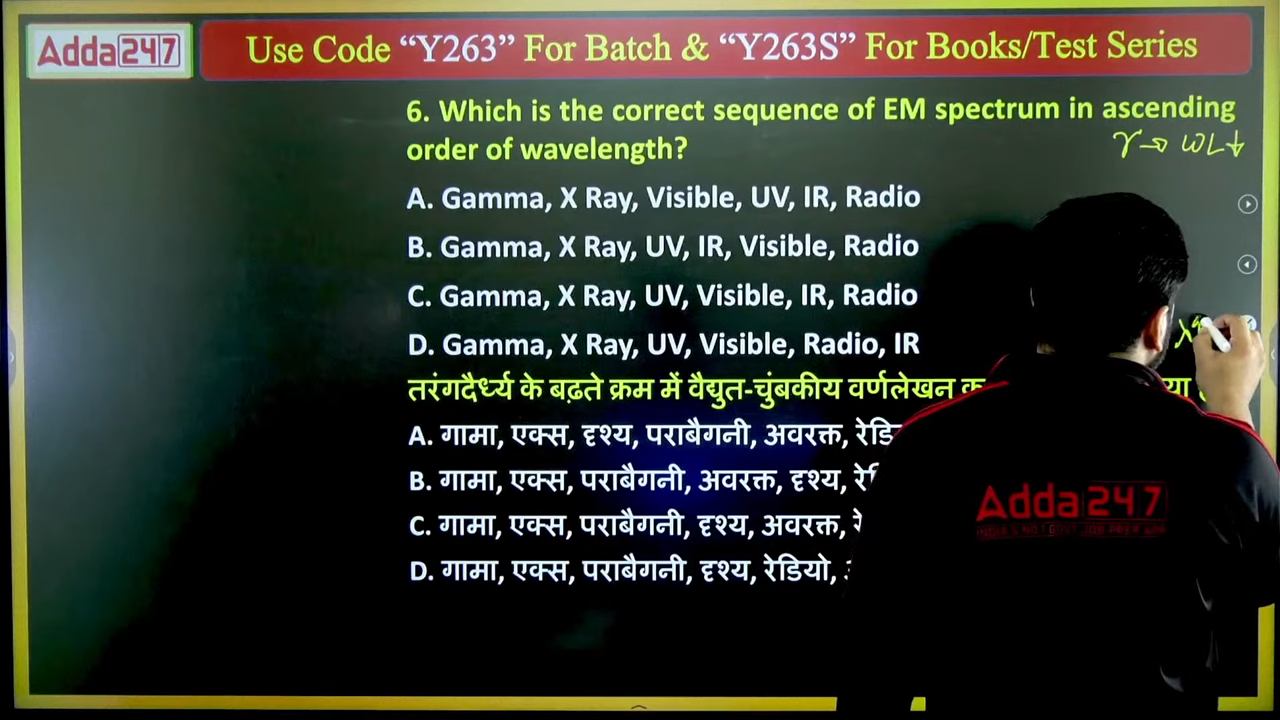 Adda247
Use Code “Y263” For Batch & “Y263S” For Books/Test Series
6. Which is the correct sequence of EM spectrum in ascending
order of wavelength?
γ→ WL↓
A. Gamma, X Ray, Visible, UV, IR, Radio
B. Gamma, X Ray, UV, IR, Visible, Radio
C. Gamma, X Ray, UV, Visible, IR, Radio
D. Gamma, X Ray, UV, Visible, Radio, IR
तरंगदैर्ध्य के बढ़ते क्रम में वैद्युत-चुंबकीय वर्णलेखन
A. गामा, एक्स, दृश्य, पराबैगनी, अवरक्त,
B. गामा, एक्स, पराबैगनी, अवरक्त, दृश्य,
C. गामा, एक्स, पराबैगनी, दृश्य, अवरक्त,
D. गामा, एक्स, पराबैगनी, दृश्य, रेडियो,
Adda247